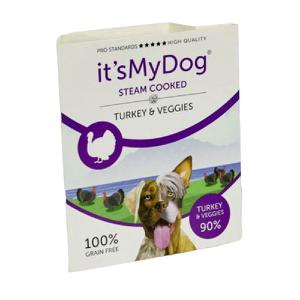 PRO STANDARDS ★★★★★ HIGH QUALITY
it'sMyDog®
STEAM COOKED
TURKEY & VEGGIES
100%
GRAIN FREE
TURKEY
& VEGGIES
90%